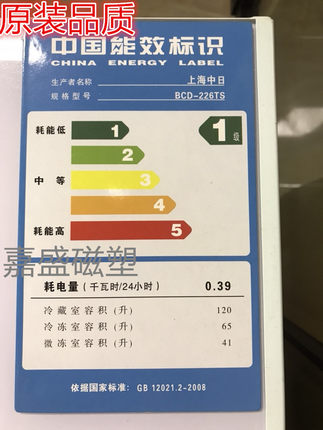 原装品质
中国能效标识
CHINA ENERGY LABEL
生产者名称 上海中日
规格型号 BCD-226TS
耗能低 1 1级
2
中 等 3
4
耗能高 5
嘉盛磁塑
耗电量（千瓦时/24小时） 0.39
冷藏室容积（升） 120
冷冻室容积（升） 65
微冻室容积（升） 41
依据国家标准：GB 12021.2-2008